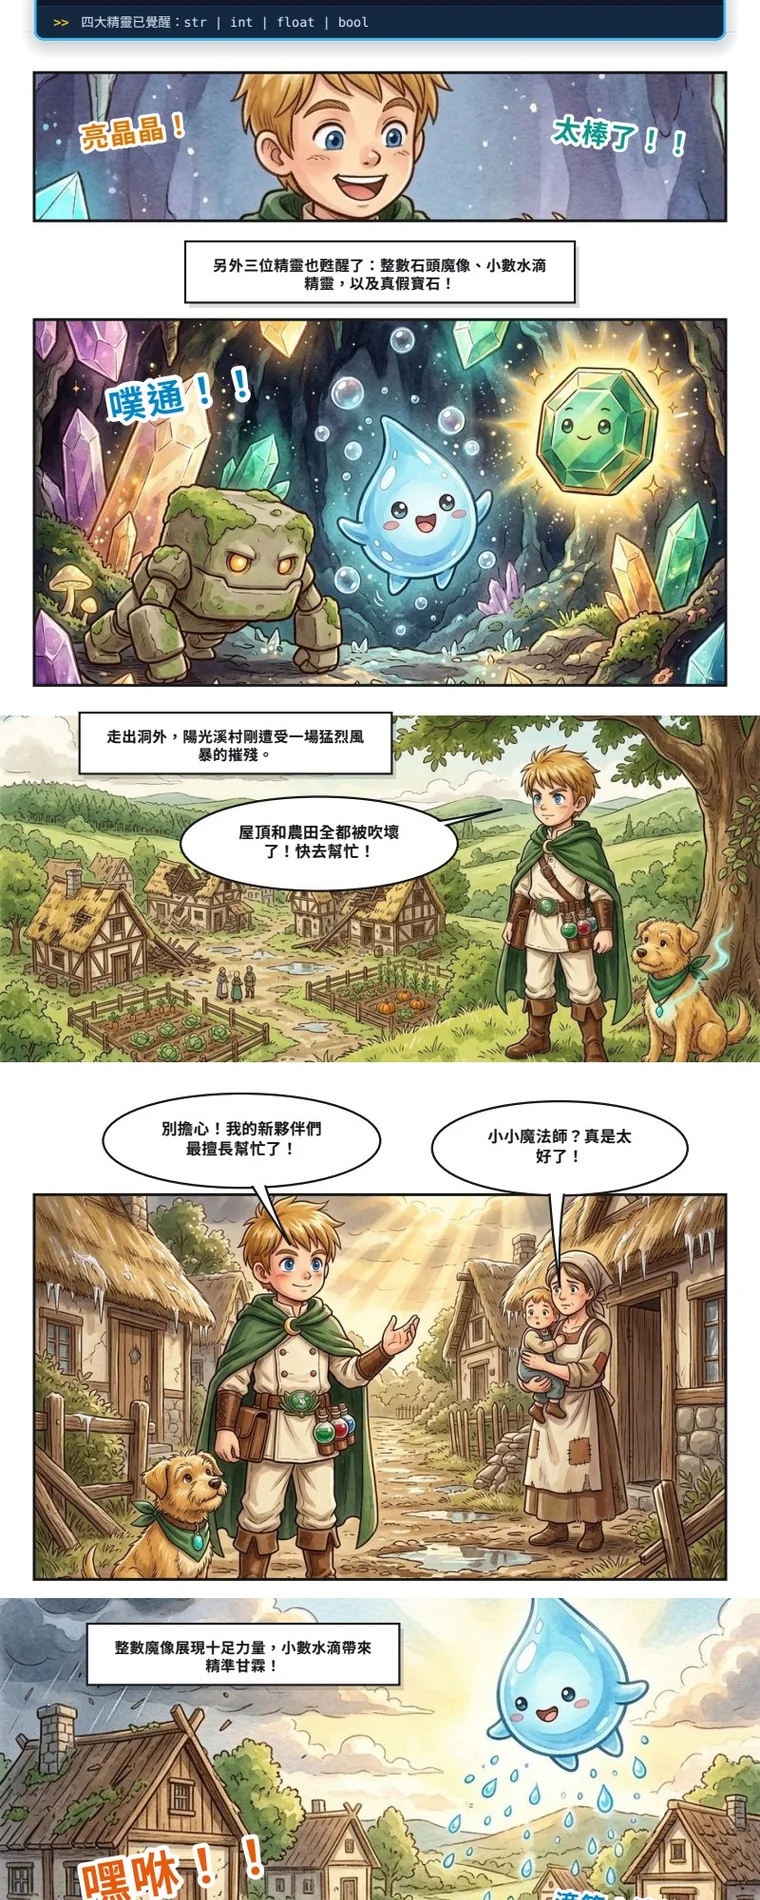 >> 四大精靈已覺醒：str | int | float | bool
亮晶晶！
太棒了！！
另外三位精靈也甦醒了：整數石頭魔像、小數水滴
精靈，以及真假寶石！
噗通！！
走出洞外，陽光溪村剛遭受一場猛烈風
暴的摧殘。
屋頂和農田全都被吹壞
了！快去幫忙！
別擔心！我的新夥伴們
最擅長幫忙了！
小小魔法師？真是太
好了！
整數魔像展現十足力量，小數水滴帶來
精準甘霖！
嘿咻！！